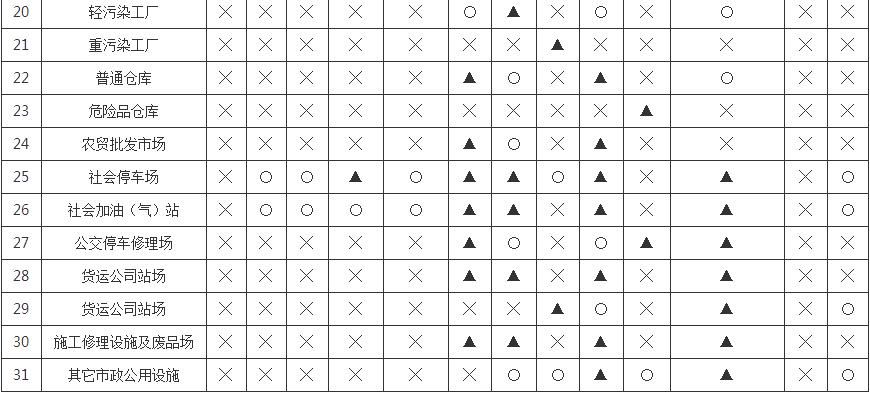 20 轻污染工厂 × × × × × ○ ▲ × ○ × ○ × ×
21 重污染工厂 × × × × × × × ▲ × × × × ×
22 普通仓库 × × × × × ▲ ○ × ▲ × ○ × ×
23 危险品仓库 × × × × × × × × × ▲ × × ×
24 农贸批发市场 × × × × × ▲ ○ × ▲ × × × ×
25 社会停车场 × ○ ○ ▲ ○ ▲ ▲ ○ ▲ × ▲ × ○
26 社会加油（气）站 × ○ ○ ○ ○ ▲ ▲ × ▲ × ▲ × ○
27 公交停车修理场 × × × × × ▲ ○ × ○ ▲ ▲ × ×
28 货运公司站场 × × × × × ▲ ▲ × ▲ × ▲ × ×
29 货运公司站场 × × × × × × × ▲ ○ × ▲ × ○
30 施工修理设施及废品场 × × × × × ▲ ▲ × ▲ × ▲ × ×
31 其它市政公用设施 × × × × × × ○ ○ ▲ ○ ▲ × ○